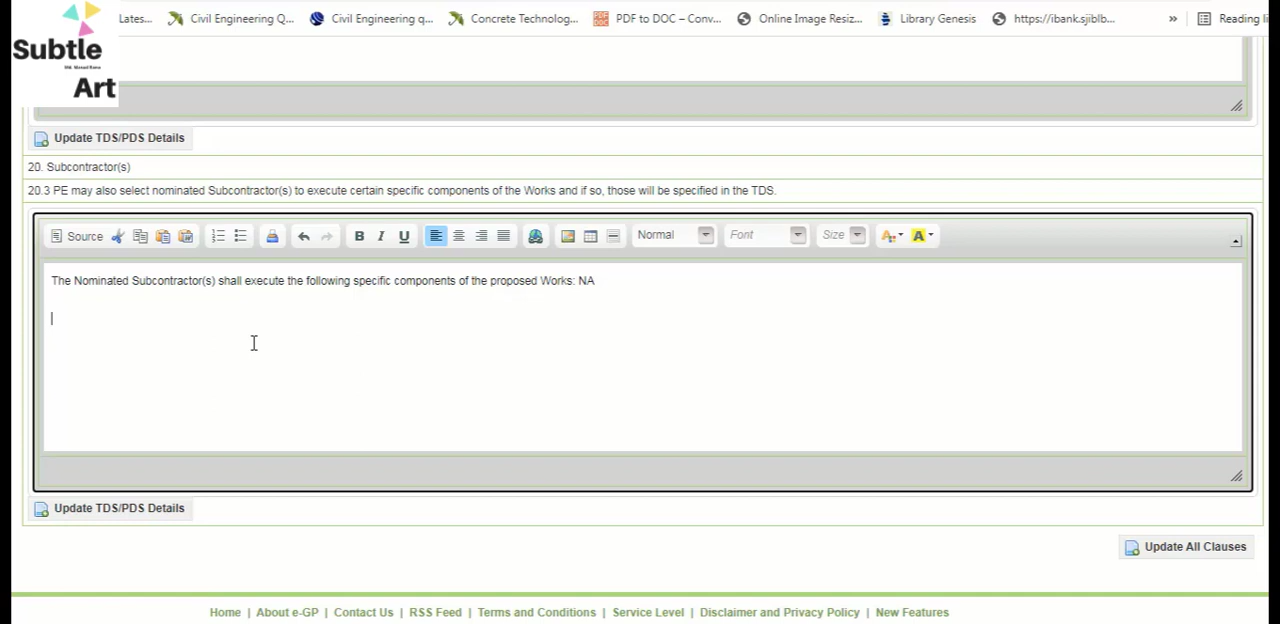 Lates...
Civil Engineering Q...
Civil Engineering q...
Concrete Technolog...
PDF to DOC – Conv...
Online Image Resiz...
Library Genesis
https://ibank.sjiblb...
»
Reading li
Subtle
Art
Update TDS/PDS Details
20. Subcontractor(s)
20.3 PE may also select nominated Subcontractor(s) to execute certain specific components of the Works and if so, those will be specified in the TDS.
Source B I U Normal Font Size
The Nominated Subcontractor(s) shall execute the following specific components of the proposed Works: NA
Update TDS/PDS Details
Update All Clauses
Home | About e-GP | Contact Us | RSS Feed | Terms and Conditions | Service Level | Disclaimer and Privacy Policy | New Features